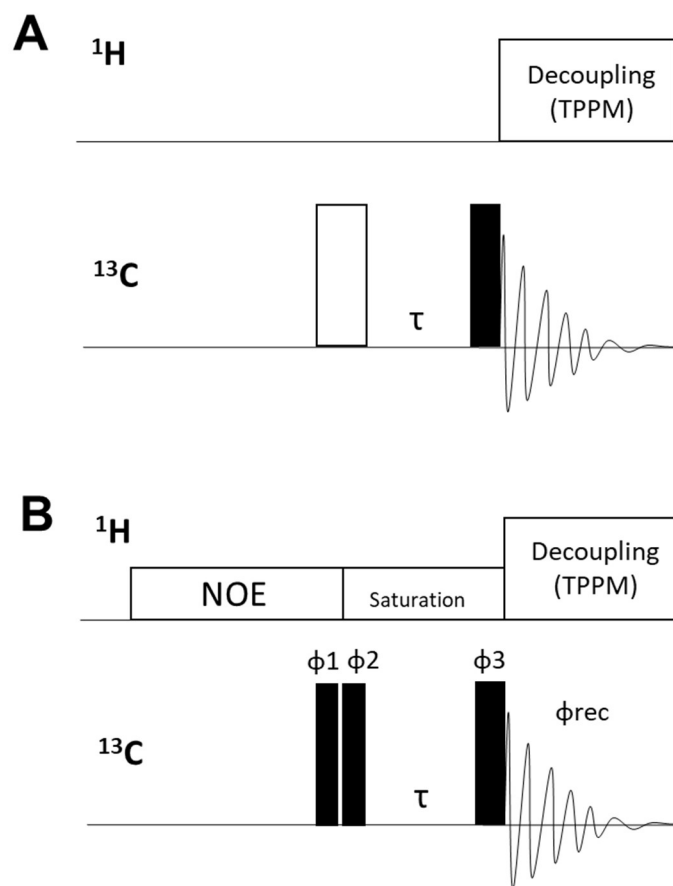 A
¹H
Decoupling
(TPPM)
¹³C
τ
B
¹H
NOE
Saturation
Decoupling
(TPPM)
ϕ1 ϕ2 ϕ3
ϕrec
¹³C
τ